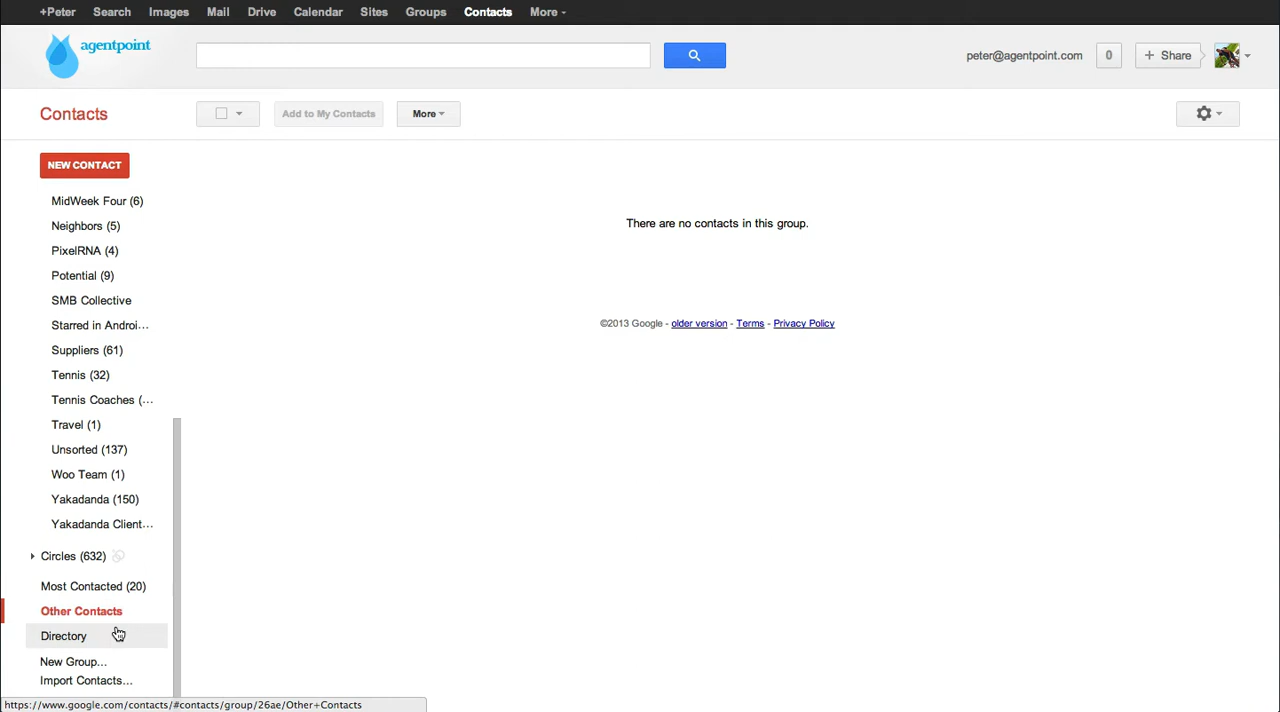 +Peter Search Images Mail Drive Calendar Sites Groups Contacts More
agentpoint
peter@agentpoint.com 0 + Share
Contacts Add to My Contacts More
NEW CONTACT
MidWeek Four (6)
Neighbors (5)
There are no contacts in this group.
PixelRNA (4)
Potential (9)
SMB Collective
Starred in Androi...
©2013 Google - older version - Terms - Privacy Policy
Suppliers (61)
Tennis (32)
Tennis Coaches (...
Travel (1)
Unsorted (137)
Woo Team (1)
Yakadanda (150)
Yakadanda Client...
Circles (632)
Most Contacted (20)
Other Contacts
Directory
New Group...
Import Contacts...
https://www.google.com/contacts/#contacts/group/26ae/Other+Contacts